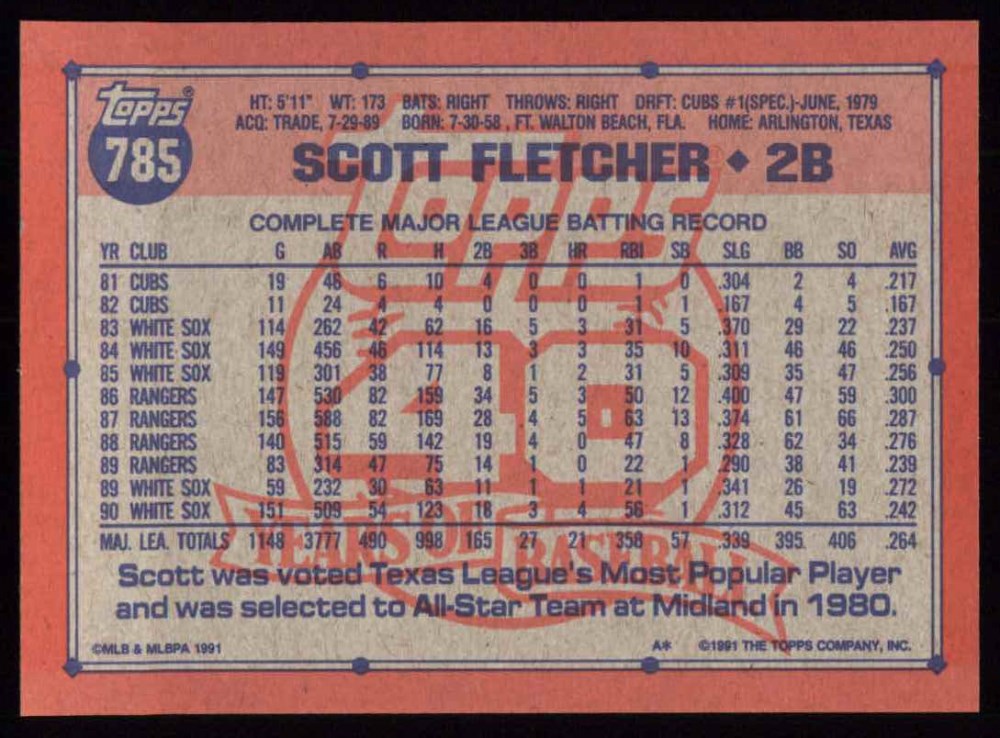 Topps®
785
HT: 5'11" WT: 173 BATS: RIGHT THROWS: RIGHT DRFT: CUBS #1(SPEC.)-JUNE, 1979
ACQ: TRADE, 7-29-89 BORN: 7-30-58 , FT. WALTON BEACH, FLA. HOME: ARLINGTON, TEXAS
SCOTT FLETCHER ◆ 2B
COMPLETE MAJOR LEAGUE BATTING RECORD
YR CLUB G AB R H 2B 3B HR RBI SB SLG BB SO AVG
81 CUBS 19 46 6 10 4 0 0 1 0 .304 2 4 .217
82 CUBS 11 24 4 4 0 0 0 1 1 .167 4 5 .167
83 WHITE SOX 114 262 42 62 16 5 3 31 5 .370 29 22 .237
84 WHITE SOX 149 456 46 114 13 3 3 35 10 .311 46 46 .250
85 WHITE SOX 119 301 38 77 8 1 2 31 5 .309 35 47 .256
86 RANGERS 147 530 82 159 34 5 3 50 12 .400 47 59 .300
87 RANGERS 156 588 82 169 28 4 5 63 13 .374 61 66 .287
88 RANGERS 140 515 59 142 19 4 0 47 8 .328 62 34 .276
89 RANGERS 83 314 47 75 14 1 0 22 1 .290 38 41 .239
89 WHITE SOX 59 232 30 63 11 1 1 21 1 .341 26 19 .272
90 WHITE SOX 151 509 54 123 18 3 4 56 1 .312 45 63 .242
MAJ. LEA. TOTALS 1148 3777 490 998 165 27 21 358 57 .339 395 406 .264
Topps®
40
YEARS OF BASEBALL
Scott was voted Texas League's Most Popular Player
and was selected to All-Star Team at Midland in 1980.
©MLB & MLBPA 1991 A* ©1991 THE TOPPS COMPANY, INC.